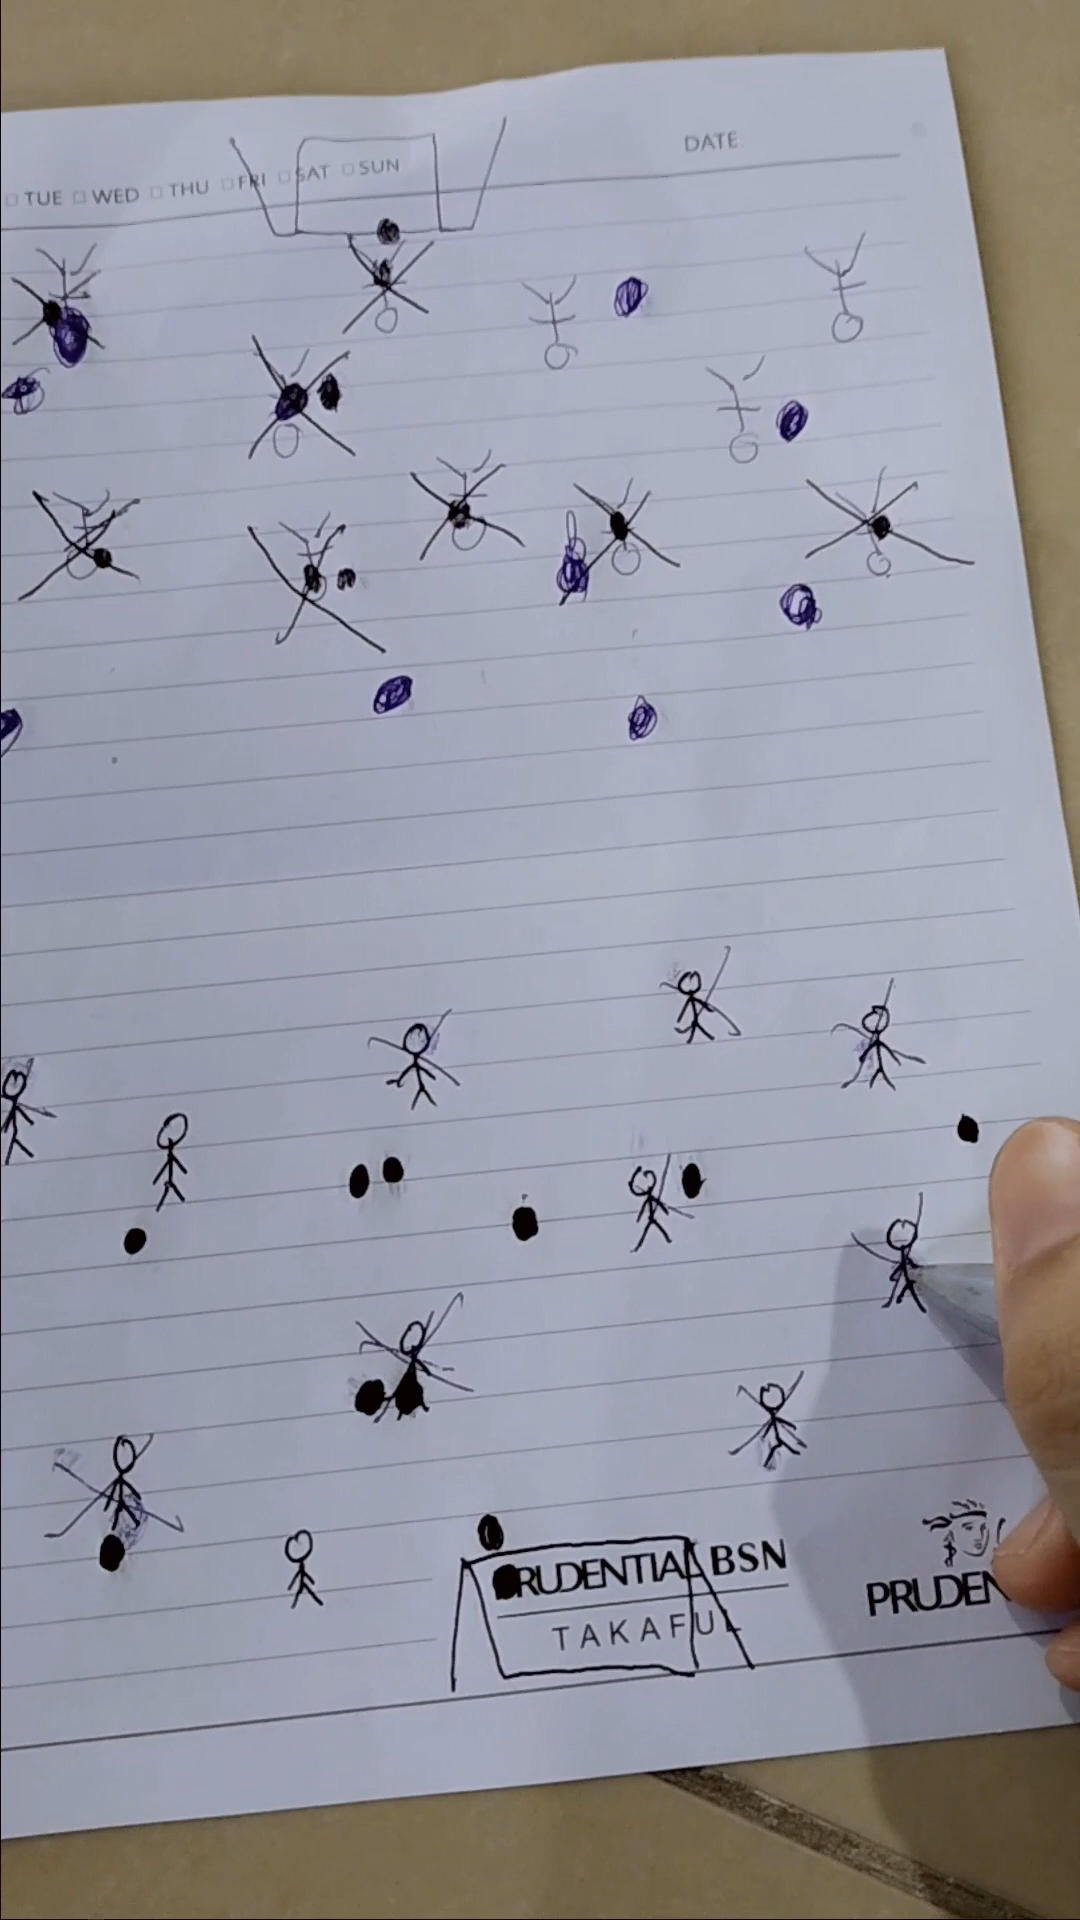 TUE WED THU FRI SAT SUN
DATE:
PRUDENTIAL BSN
TAKAFUL
PRUDEN